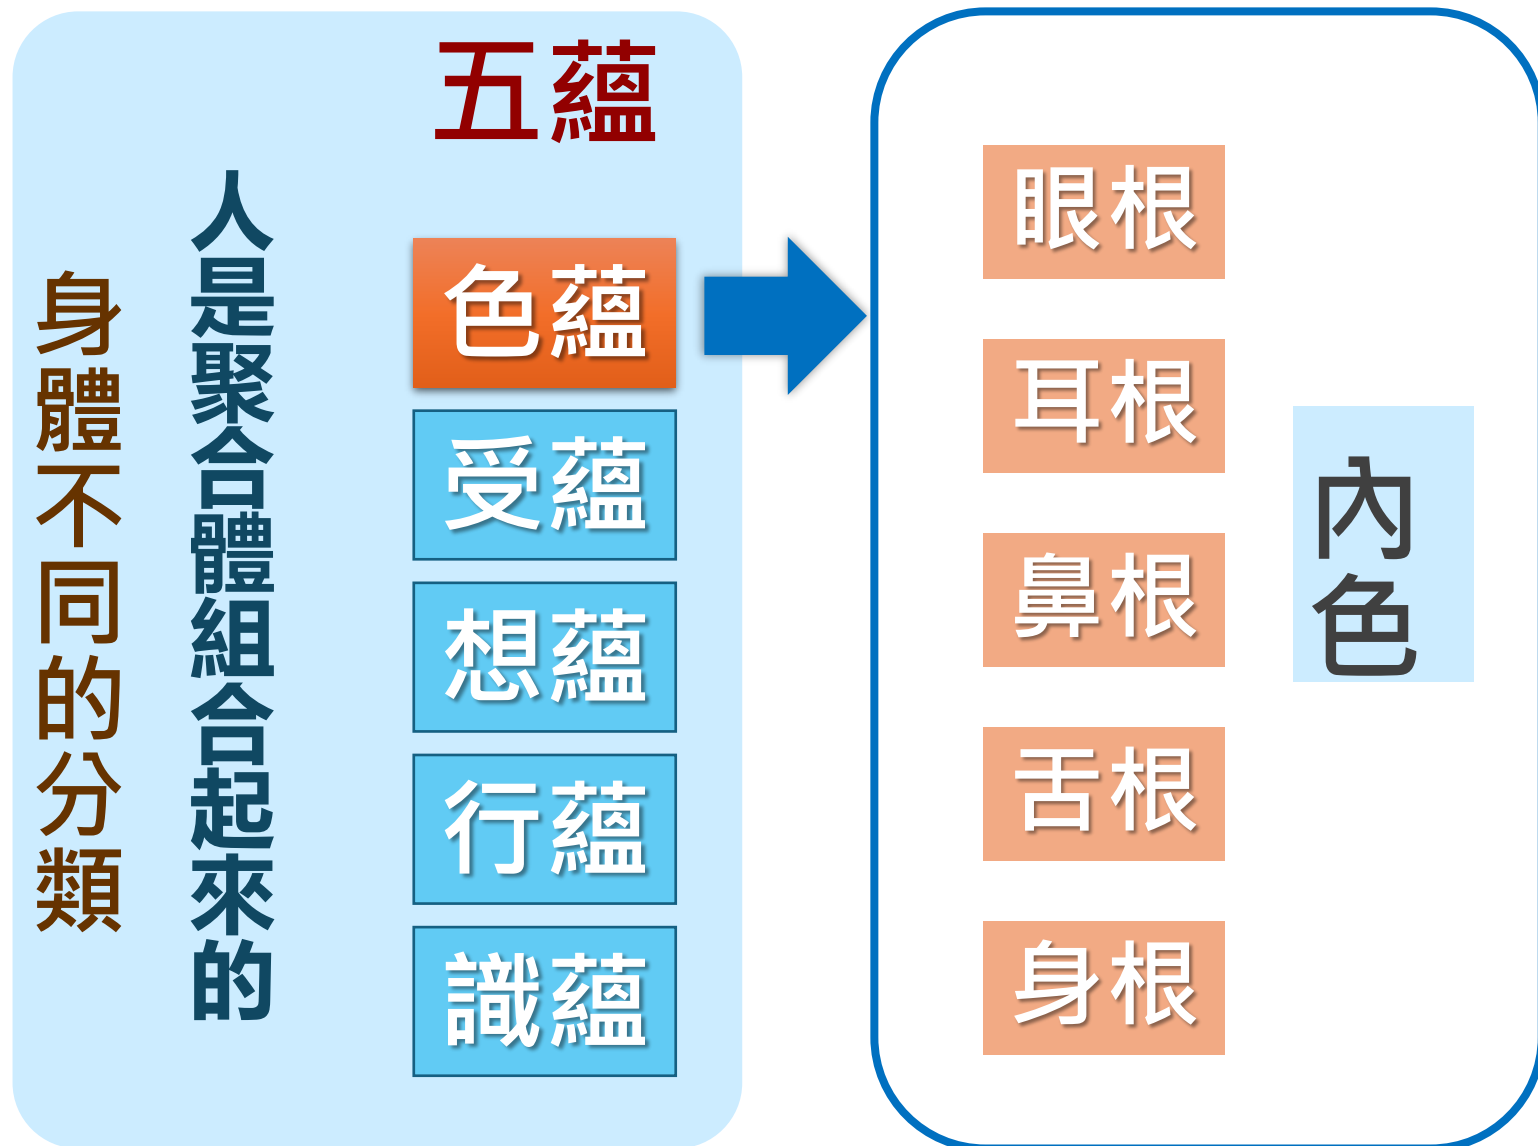 五蘊
身體不同的分類
人是聚合體組合起來的
色蘊
受蘊
想蘊
行蘊
識蘊
眼根
耳根
鼻根
舌根
身根
內色